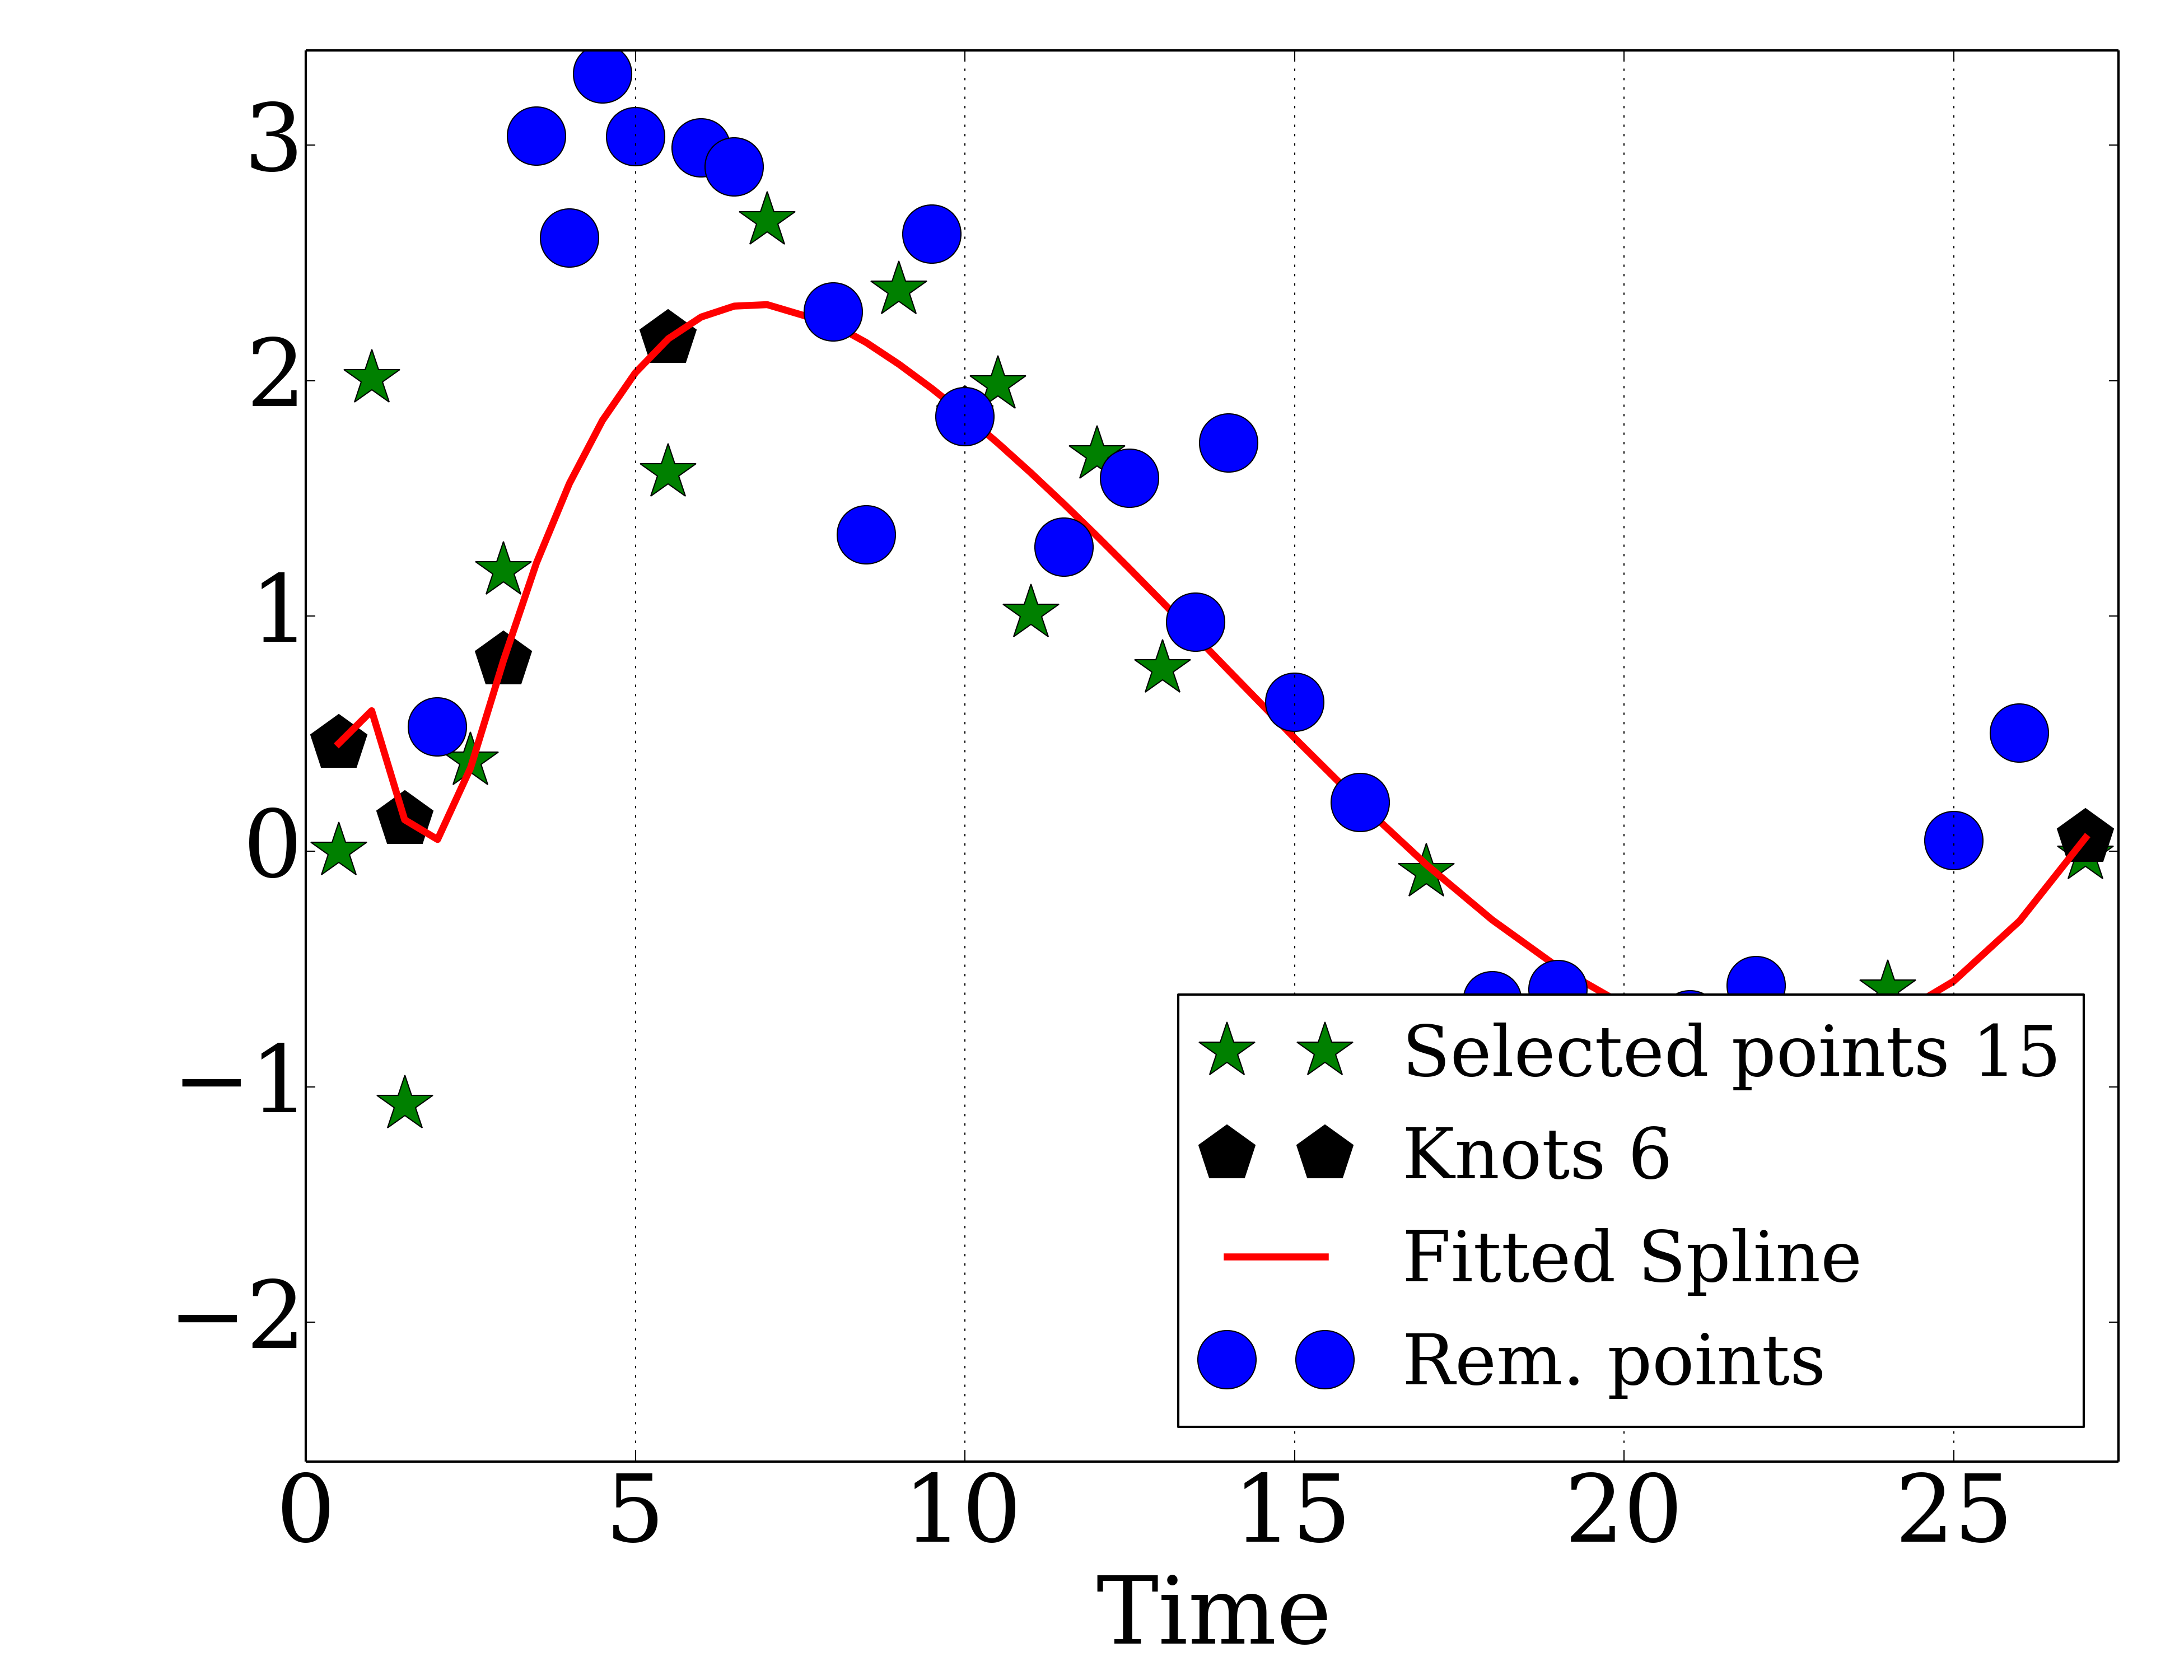 3
2
1
0
−1
−2
Selected points 15
Knots 6
Fitted Spline
Rem. points
0 5 10 15 20 25
Time